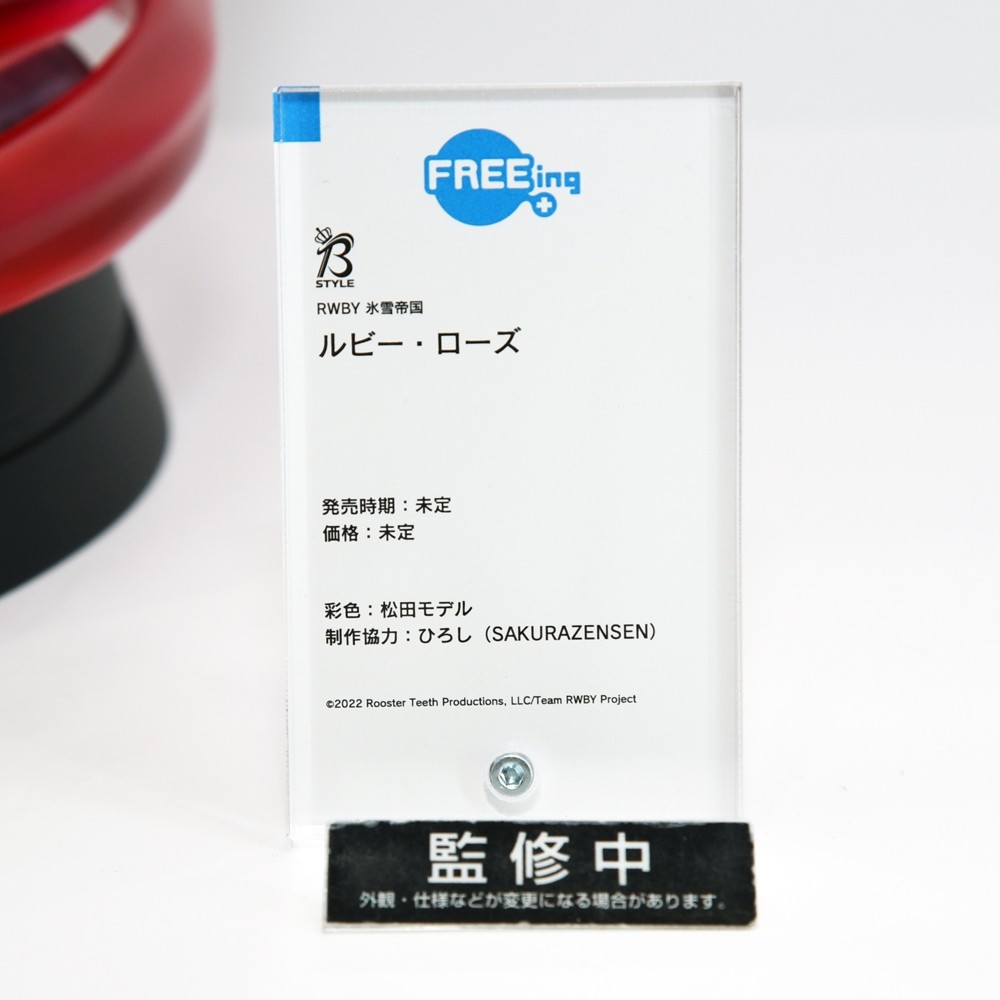 FREEing
B
STYLE
RWBY 氷雪帝国
ルビー・ローズ
発売時期：未定
価格：未定
彩色：松田モデル
制作協力：ひろし（SAKURAZENSEN）
©2022 Rooster Teeth Productions, LLC/Team RWBY Project
監修中
外観・仕様などが変更になる場合があります。